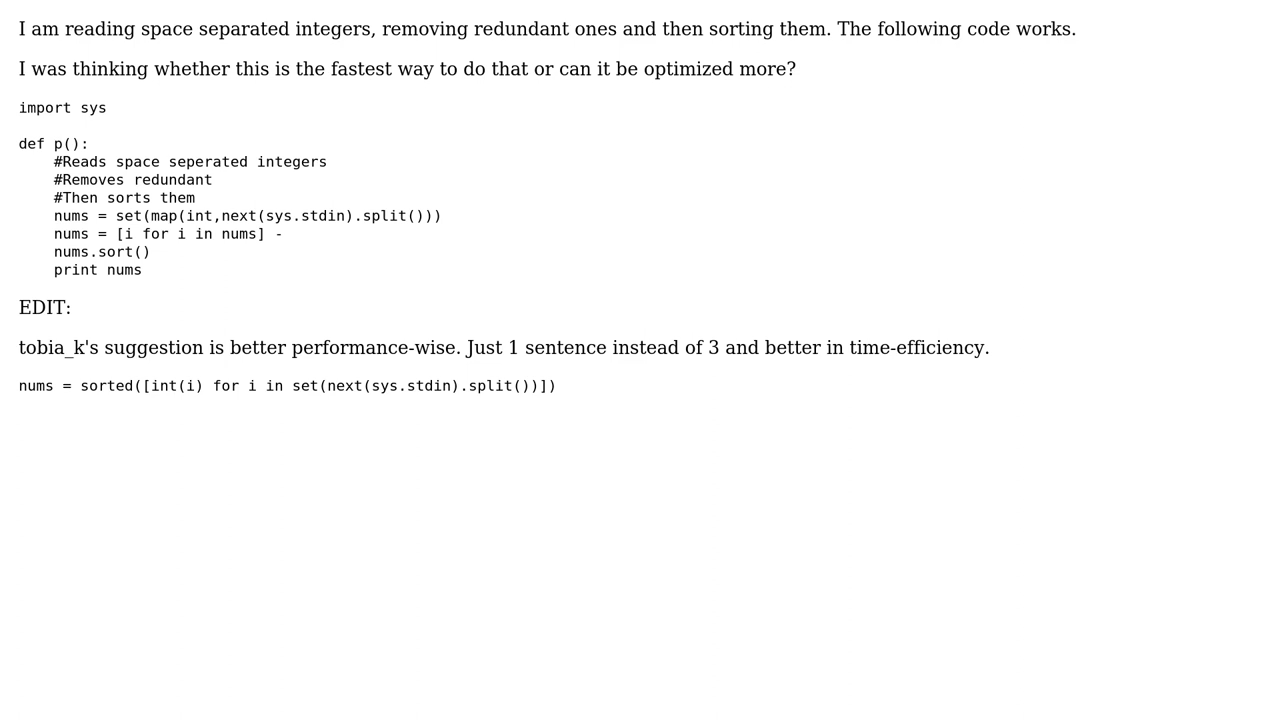 I am reading space separated integers, removing redundant ones and then sorting them. The following code works.
I was thinking whether this is the fastest way to do that or can it be optimized more?
import sys
def p():
    #Reads space seperated integers
    #Removes redundant
    #Then sorts them
    nums = set(map(int,next(sys.stdin).split()))
    nums = [i for i in nums] -
    nums.sort()
    print nums
EDIT:
tobia_k's suggestion is better performance-wise. Just 1 sentence instead of 3 and better in time-efficiency.
nums = sorted([int(i) for i in set(next(sys.stdin).split())])